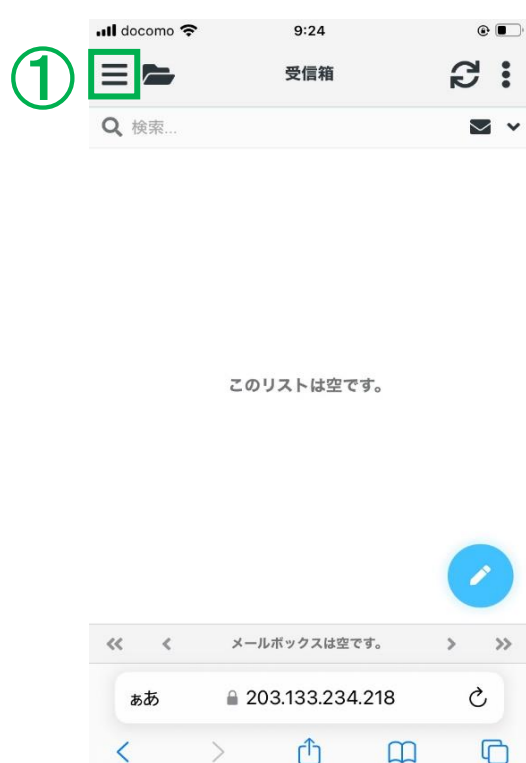 docomo 9:24
①
受信箱
検索...
このリストは空です。
メールボックスは空です。
ぁあ 203.133.234.218